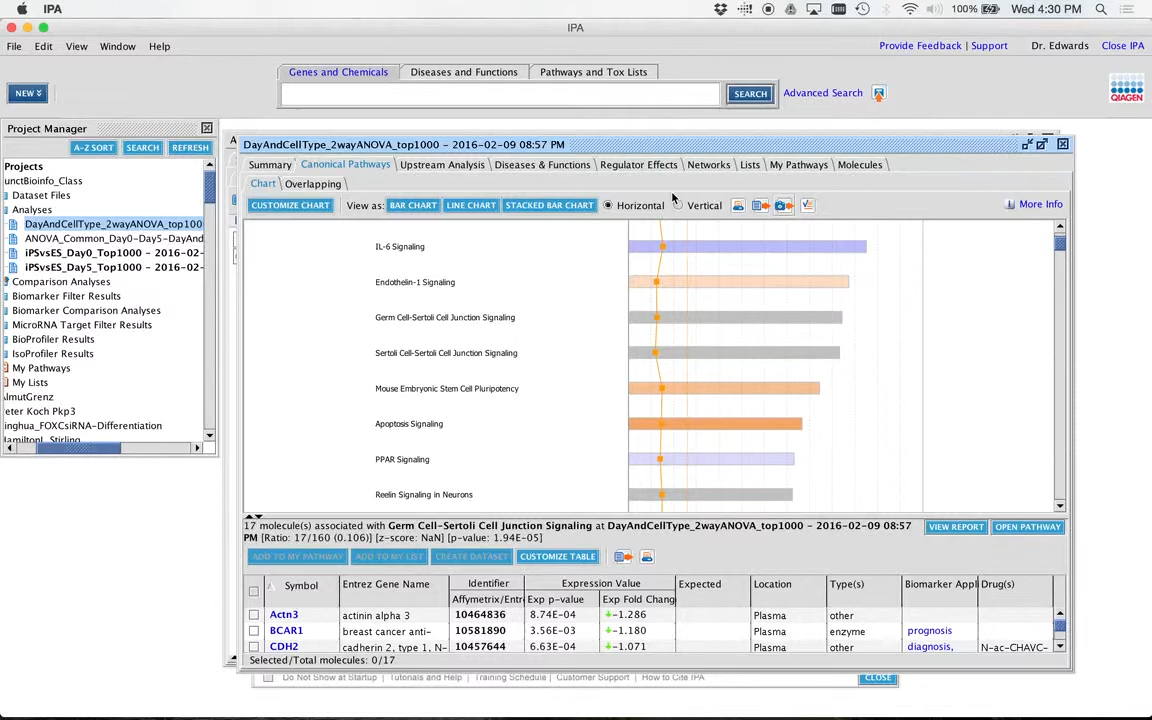 IPA
100%
Wed 4:30 PM
IPA
File Edit View Window Help
Provide Feedback | Support Dr. Edwards Close IPA
Genes and Chemicals Diseases and Functions Pathways and Tox Lists
NEW
SEARCH Advanced Search
QIAGEN
Project Manager
A-Z SORT SEARCH REFRESH
Projects
unctBioinfo_Class
Dataset Files
Analyses
DayAndCellType_2wayANOVA_top100
ANOVA_Common_Day0-Day5-DayAnd
iPSvsES_Day0_Top1000 - 2016-02-
iPSvsES_Day5_Top1000 - 2016-02-
Comparison Analyses
Biomarker Filter Results
Biomarker Comparison Analyses
MicroRNA Target Filter Results
BioProfiler Results
IsoProfiler Results
My Pathways
My Lists
AlmutGrenz
eter Koch Pkp3
inghua_FOXCsiRNA-Differentiation
DayAndCellType_2wayANOVA_top1000 - 2016-02-09 08:57 PM
Summary Canonical Pathways Upstream Analysis Diseases & Functions Regulator Effects Networks Lists My Pathways Molecules
Chart Overlapping
CUSTOMIZE CHART View as: BAR CHART LINE CHART STACKED BAR CHART Horizontal Vertical More Info
IL-6 Signaling
Endothelin-1 Signaling
Germ Cell-Sertoli Cell Junction Signaling
Sertoli Cell-Sertoli Cell Junction Signaling
Mouse Embryonic Stem Cell Pluripotency
Apoptosis Signaling
PPAR Signaling
Reelin Signaling in Neurons
17 molecule(s) associated with Germ Cell-Sertoli Cell Junction Signaling at DayAndCellType_2wayANOVA_top1000 - 2016-02-09 08:57
PM [Ratio: 17/160 (0.106)] [z-score: NaN] [p-value: 1.94E-05]
VIEW REPORT OPEN PATHWAY
ADD TO MY PATHWAY ADD TO MY LIST CREATE DATASET CUSTOMIZE TABLE
Symbol Entrez Gene Name Identifier Expression Value Expected Location Type(s) Biomarker Appl Drug(s)
Affymetrix/Entr Exp p-value Exp Fold Chang
Actn3 actinin alpha 3 10464836 8.74E-04 -1.286 Plasma other
BCAR1 breast cancer anti- 10581890 3.56E-03 -1.180 Plasma enzyme prognosis
CDH2 cadherin 2, type 1, N- 10457644 6.63E-04 -1.071 Plasma other diagnosis, N-ac-CHAVC-
Selected/Total molecules: 0/17
Do Not Show at Startup | Tutorials and Help | Training Schedule | Customer Support | How to Cite IPA
CLOSE